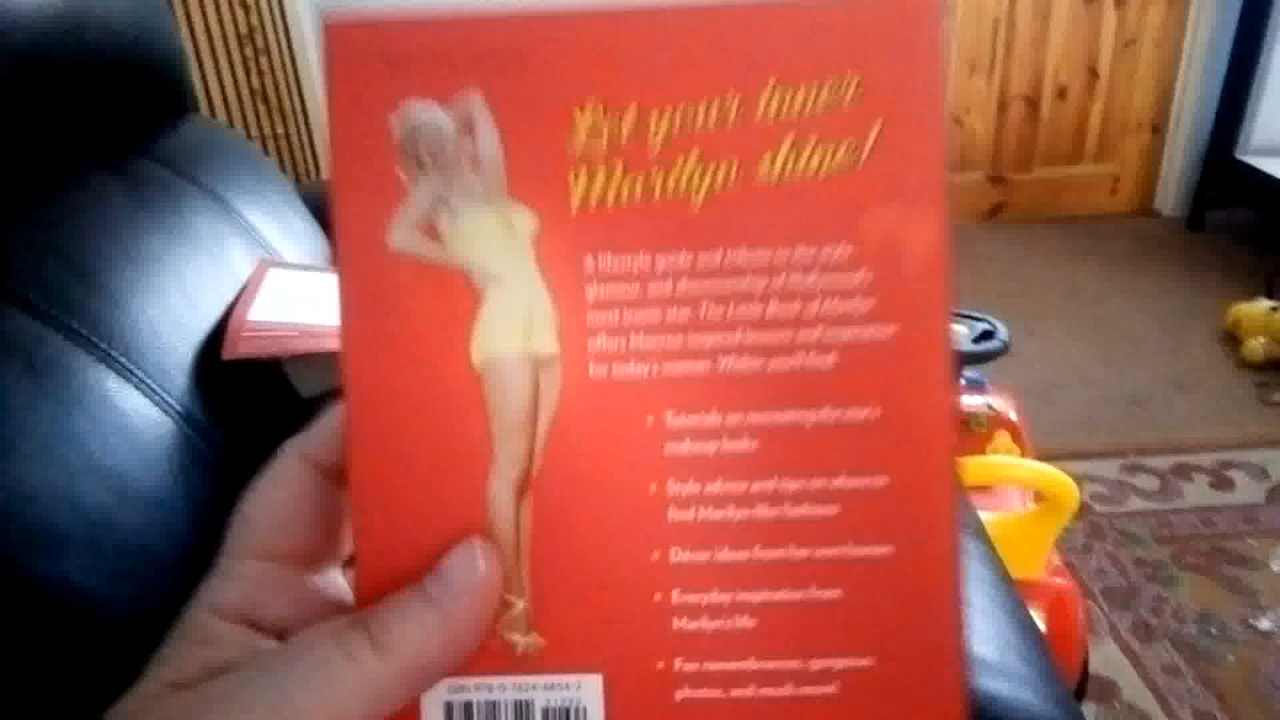 Let your inner
Marilyn shine!
A lifestyle guide and tribute to the style,
glamour, and showmanship of Hollywood's
most iconic star, The Little Book of Marilyn
offers Monroe-inspired lessons and inspiration
for today's woman. Within you'll find:
• Tutorials on recreating the star's
makeup looks
• Style advice and tips on where to
find Marilyn-like fashions
• Décor ideas from her own homes
• Everyday inspiration from
Marilyn's life
• Fan remembrances, gorgeous
photos, and much more!